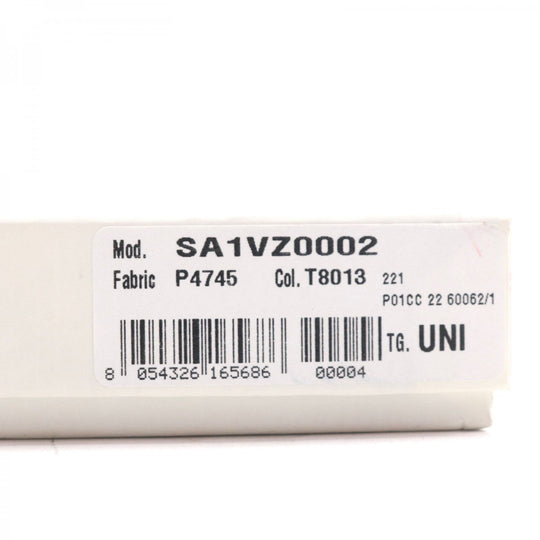 Mod. SA1VZ0002
Fabric P4745 Col. T8013 221
P01CC 22 60062/1
TG. UNI
8 054326 165686 00004